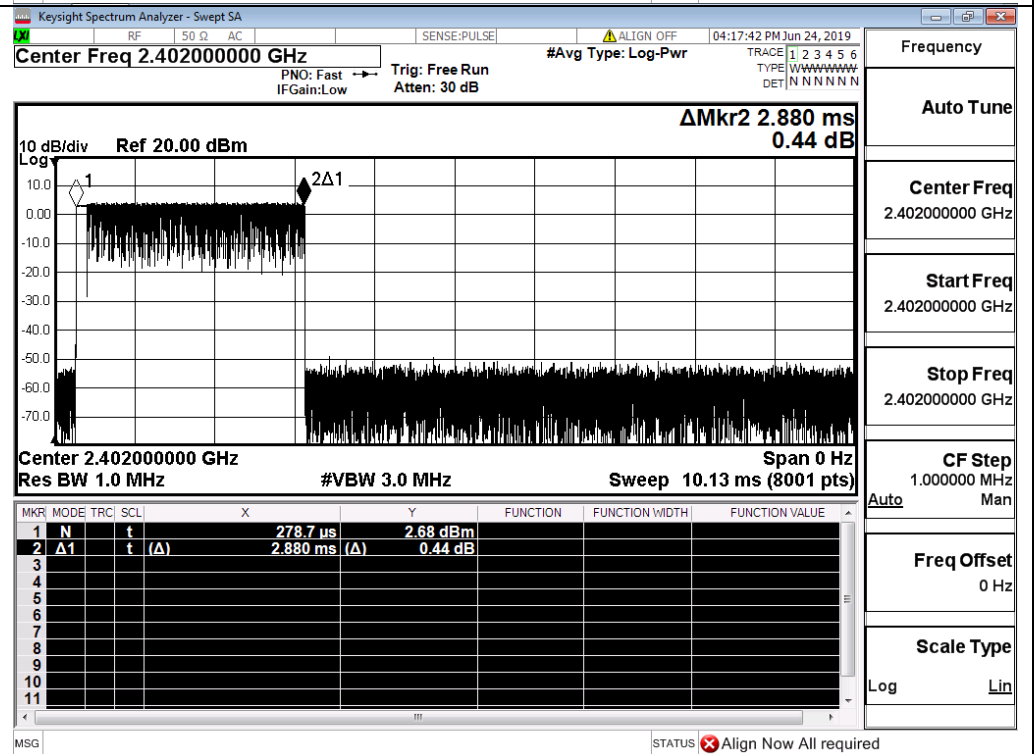 Keysight Spectrum Analyzer - Swept SA
LXI RF 50 Ω AC SENSE:PULSE ALIGN OFF 04:17:42 PM Jun 24, 2019
Center Freq 2.402000000 GHz
PNO: Fast
IFGain:Low
Trig: Free Run
Atten: 30 dB
#Avg Type: Log-Pwr
TRACE 1 2 3 4 5 6
TYPE WWWWWW
DET N N N N N N
ΔMkr2 2.880 ms
0.44 dB
10 dB/div Ref 20.00 dBm
Log
10.0
0.00
-10.0
-20.0
-30.0
-40.0
-50.0
-60.0
-70.0
1
2Δ1
Center 2.402000000 GHz Span 0 Hz
Res BW 1.0 MHz #VBW 3.0 MHz Sweep 10.13 ms (8001 pts)
MKR MODE TRC SCL X Y FUNCTION FUNCTION WIDTH FUNCTION VALUE
1 N t 278.7 µs 2.68 dBm
2 Δ1 t (Δ) 2.880 ms (Δ) 0.44 dB
3
4
5
6
7
8
9
10
11
MSG STATUS Align Now All required
Frequency
Auto Tune
Center Freq
2.402000000 GHz
Start Freq
2.402000000 GHz
Stop Freq
2.402000000 GHz
CF Step
1.000000 MHz
Auto Man
Freq Offset
0 Hz
Scale Type
Log Lin